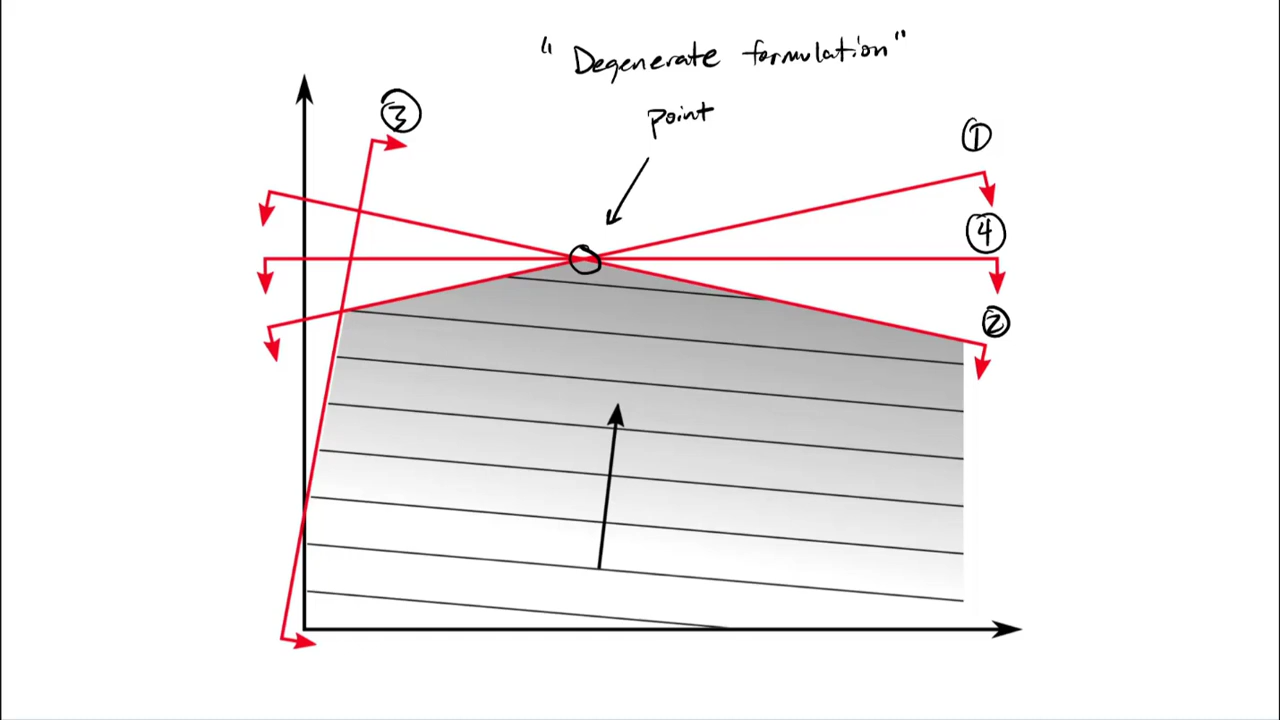 "Degenerate formulation"
point
③
①
④
②